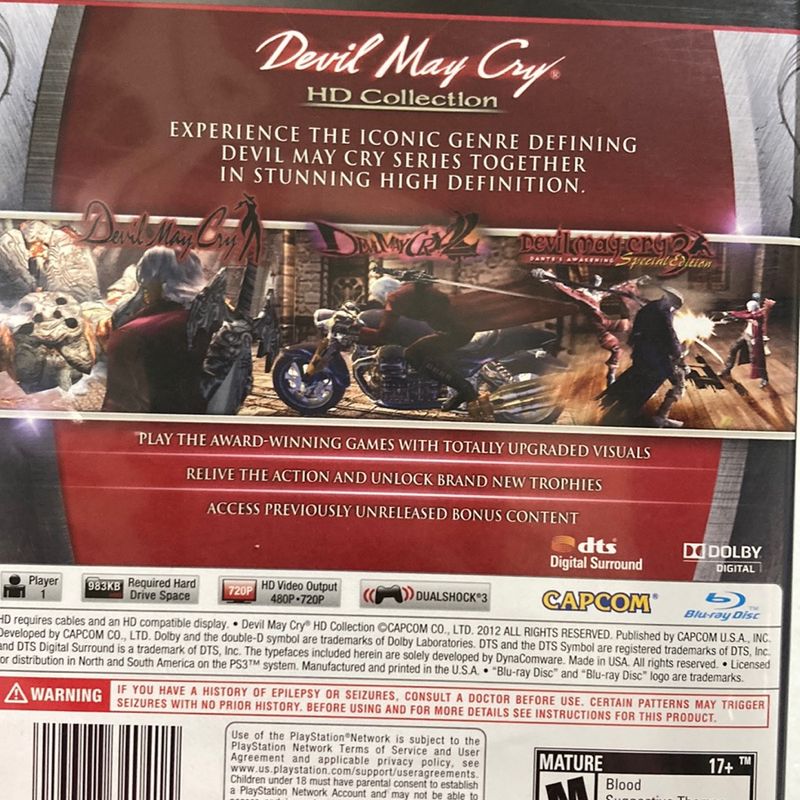 Devil May Cry®
HD Collection
EXPERIENCE THE ICONIC GENRE DEFINING
DEVIL MAY CRY SERIES TOGETHER
IN STUNNING HIGH DEFINITION.
Devil May Cry
Devil May Cry 2
Devil may cry 3
DANTE'S AWAKENING Special Edition
PLAY THE AWARD-WINNING GAMES WITH TOTALLY UPGRADED VISUALS
RELIVE THE ACTION AND UNLOCK BRAND NEW TROPHIES
ACCESS PREVIOUSLY UNRELEASED BONUS CONTENT
dts
Digital Surround
DOLBY
DIGITAL
Player
1
983KB Required Hard
Drive Space
720P HD Video Output
480P•720P
DUALSHOCK®3
CAPCOM®
Blu-ray Disc™
HD requires cables and an HD compatible display. • Devil May Cry® HD Collection ©CAPCOM CO., LTD. 2012 ALL RIGHTS RESERVED. Published by CAPCOM U.S.A., INC.
Developed by CAPCOM CO., LTD. Dolby and the double-D symbol are trademarks of Dolby Laboratories. DTS and the DTS Symbol are registered trademarks of DTS, Inc.
and DTS Digital Surround is a trademark of DTS, Inc. The typefaces included herein are solely developed by DynaComware. Made in USA. All rights reserved. • Licensed
for distribution in North and South America on the PS3™ system. Manufactured and printed in the U.S.A. • "Blu-ray Disc" and "Blu-ray Disc" logo are trademarks.
WARNING
IF YOU HAVE A HISTORY OF EPILEPSY OR SEIZURES, CONSULT A DOCTOR BEFORE USE. CERTAIN PATTERNS MAY TRIGGER
SEIZURES WITH NO PRIOR HISTORY. BEFORE USING AND FOR MORE DETAILS SEE INSTRUCTIONS FOR THIS PRODUCT.
Use of the PlayStation®Network is subject to the
PlayStation Network Terms of Service and User
Agreement and applicable privacy policy, see
www.us.playstation.com/support/useragreements.
Children under 18 must have parental consent to establish
a PlayStation Network Account and may not be able to
MATURE 17+ ™
M
Blood